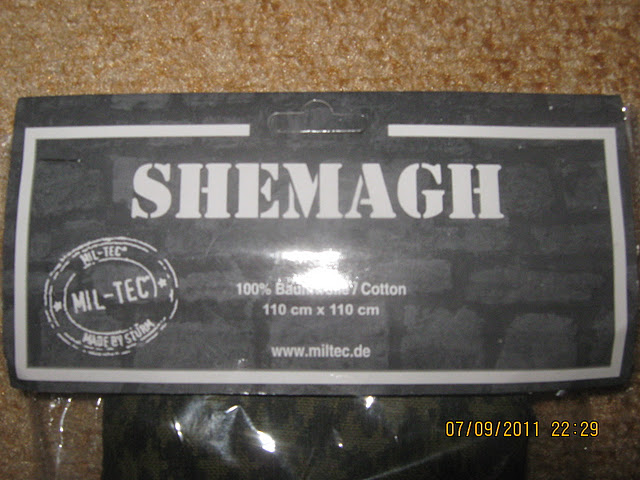 SHEMAGH
MIL-TEC®
MIL-TEC®
MADE BY STURM
100% / Cotton
110 cm x 110 cm
www.miltec.de
07/09/2011 22:29